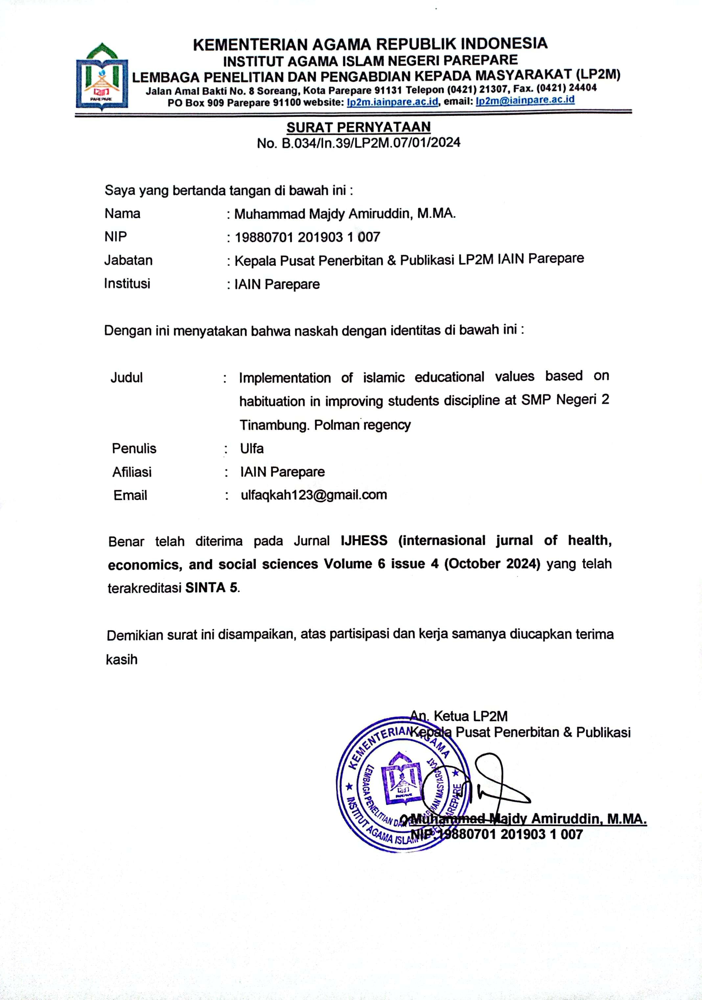 KEMENTERIAN AGAMA REPUBLIK INDONESIA
INSTITUT AGAMA ISLAM NEGERI PAREPARE
LEMBAGA PENELITIAN DAN PENGABDIAN KEPADA MASYARAKAT (LP2M)
Jalan Amal Bakti No. 8 Soreang, Kota Parepare 91131 Telepon (0421) 21307, Fax. (0421) 24404
PO Box 909 Parepare 91100 website: lp2m.iainpare.ac.id, email: lp2m@iainpare.ac.id
PAREPARE
SURAT PERNYATAAN
No. B.034/In.39/LP2M.07/01/2024
Saya yang bertanda tangan di bawah ini :
Nama : Muhammad Majdy Amiruddin, M.MA.
NIP : 19880701 201903 1 007
Jabatan : Kepala Pusat Penerbitan & Publikasi LP2M IAIN Parepare
Institusi : IAIN Parepare
Dengan ini menyatakan bahwa naskah dengan identitas di bawah ini :
Judul : Implementation of islamic educational values based on
habituation in improving students discipline at SMP Negeri 2
Tinambung. Polman regency
Penulis : Ulfa
Afiliasi : IAIN Parepare
Email : ulfaqkah123@gmail.com
Benar telah diterima pada Jurnal IJHESS (internasional jurnal of health,
economics, and social sciences Volume 6 issue 4 (October 2024) yang telah
terakreditasi SINTA 5.
Demikian surat ini disampaikan, atas partisipasi dan kerja samanya diucapkan terima
kasih
An. Ketua LP2M
Kepala Pusat Penerbitan & Publikasi
KEMENTERIAN AGAMA
INSTITUT AGAMA ISLAM NEGERI PAREPARE
LEMBAGA PENELITIAN DAN MASYARAKAT
PAREPARE
Muhammad Majdy Amiruddin, M.MA.
NIP.19880701 201903 1 007